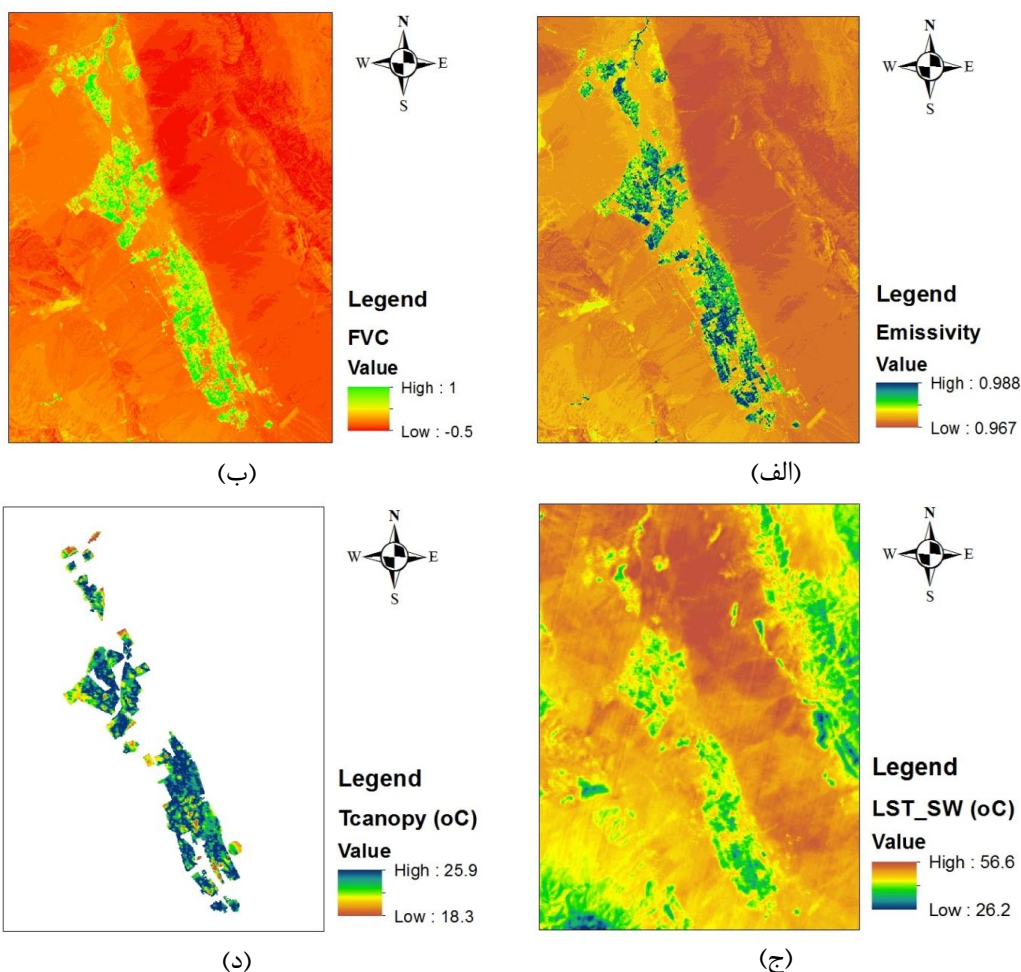 N
W E
S
Legend
FVC
Value
High : 1
Low : -0.5
(ب)
N
W E
S
Legend
Emissivity
Value
High : 0.988
Low : 0.967
(الف)
N
W E
S
Legend
Tcanopy (oC)
Value
High : 25.9
Low : 18.3
(د)
N
W E
S
Legend
LST_SW (oC)
Value
High : 56.6
Low : 26.2
(ج)